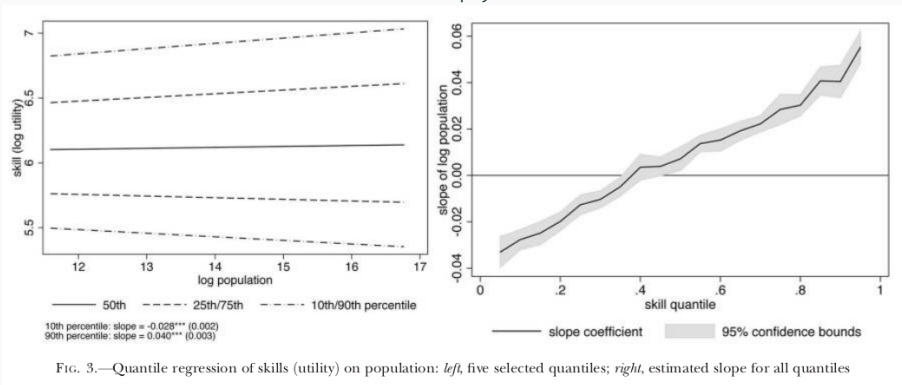 7
6.5
6
5.5
skill (log utility)
12 13 14 15 16 17
log population
50th 25th/75th 10th/90th percentile
10th percentile: slope = -0.028*** (0.002)
90th percentile: slope = 0.040*** (0.003)
0.06
0.04
0.02
0.00
-0.02
-0.04
slope of log population
0 .2 .4 .6 .8 1
skill quantile
slope coefficient 95% confidence bounds
FIG. 3.—Quantile regression of skills (utility) on population: left, five selected quantiles; right, estimated slope for all quantiles